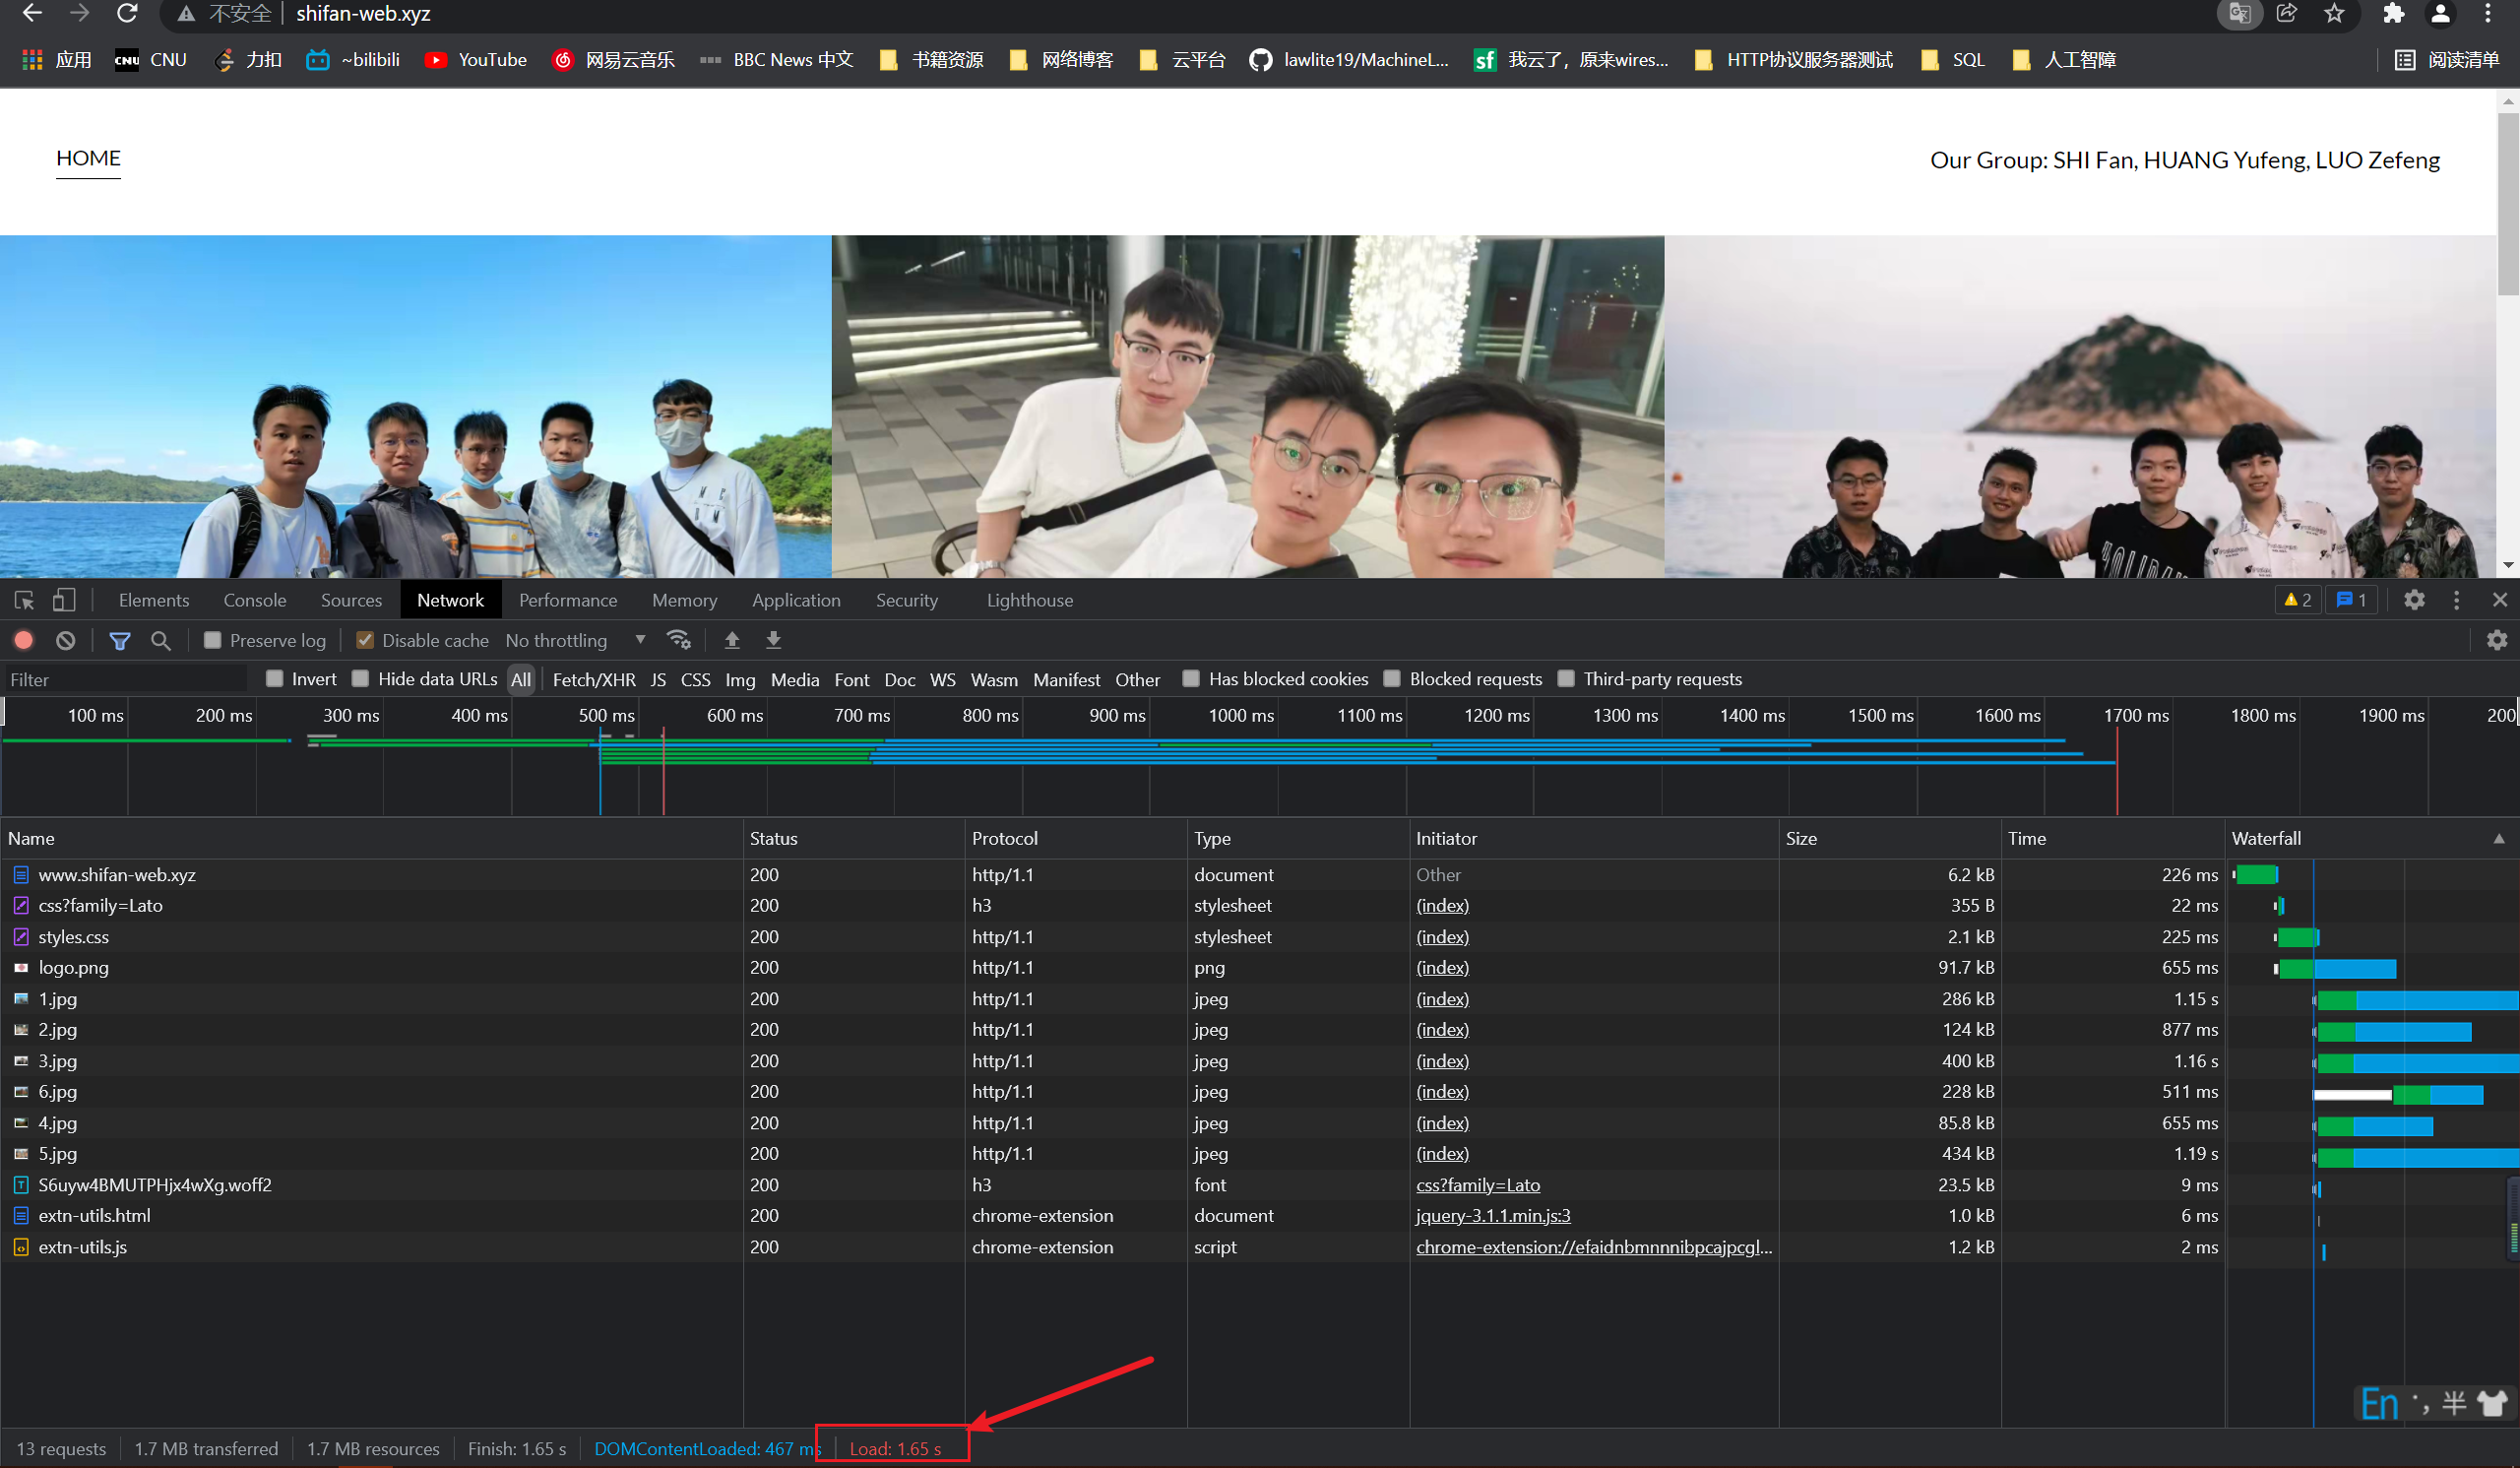 不安全 shifan-web.xyz
应用 CNU CNU 力扣 ~bilibili YouTube 网易云音乐 BBC News 中文 书籍资源 网络博客 云平台 lawlite19/MachineL... sf 我云了，原来wires... HTTP协议服务器测试 SQL 人工智障 阅读清单
HOME Our Group: SHI Fan, HUANG Yufeng, LUO Zefeng
Elements Console Sources Network Performance Memory Application Security Lighthouse 2 1
Preserve log Disable cache No throttling
Filter Invert Hide data URLs All Fetch/XHR JS CSS Img Media Font Doc WS Wasm Manifest Other Has blocked cookies Blocked requests Third-party requests
100 ms 200 ms 300 ms 400 ms 500 ms 600 ms 700 ms 800 ms 900 ms 1000 ms 1100 ms 1200 ms 1300 ms 1400 ms 1500 ms 1600 ms 1700 ms 1800 ms 1900 ms 200
Name Status Protocol Type Initiator Size Time Waterfall
www.shifan-web.xyz 200 http/1.1 document Other 6.2 kB 226 ms
css?family=Lato 200 h3 stylesheet (index) 355 B 22 ms
styles.css 200 http/1.1 stylesheet (index) 2.1 kB 225 ms
logo.png 200 http/1.1 png (index) 91.7 kB 655 ms
1.jpg 200 http/1.1 jpeg (index) 286 kB 1.15 s
2.jpg 200 http/1.1 jpeg (index) 124 kB 877 ms
3.jpg 200 http/1.1 jpeg (index) 400 kB 1.16 s
6.jpg 200 http/1.1 jpeg (index) 228 kB 511 ms
4.jpg 200 http/1.1 jpeg (index) 85.8 kB 655 ms
5.jpg 200 http/1.1 jpeg (index) 434 kB 1.19 s
S6uyw4BMUTPHjx4wXg.woff2 200 h3 font css?family=Lato 23.5 kB 9 ms
extn-utils.html 200 chrome-extension document jquery-3.1.1.min.js:3 1.0 kB 6 ms
extn-utils.js 200 chrome-extension script chrome-extension://efaidnbmnnnibpcajpcgl... 1.2 kB 2 ms
En 半
13 requests 1.7 MB transferred 1.7 MB resources Finish: 1.65 s DOMContentLoaded: 467 ms Load: 1.65 s